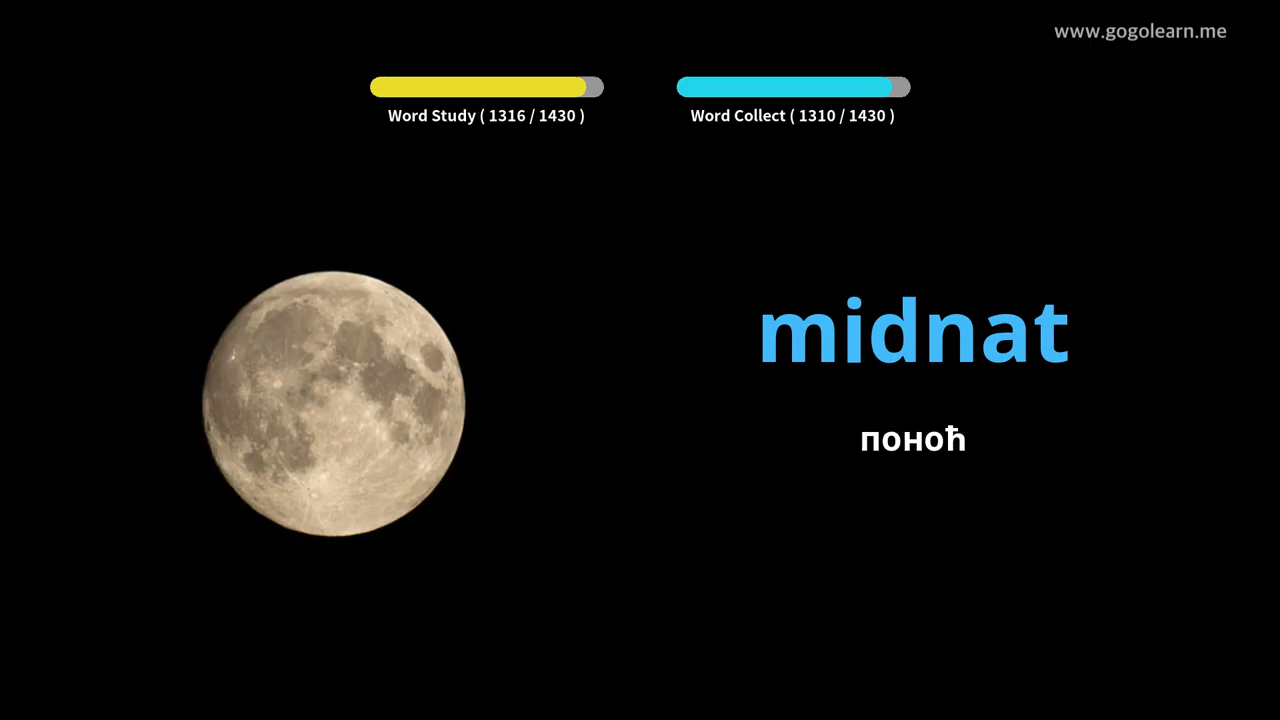 www.gogolearn.me
Word Study ( 1316 / 1430 )
Word Collect ( 1310 / 1430 )
midnat
поноћ